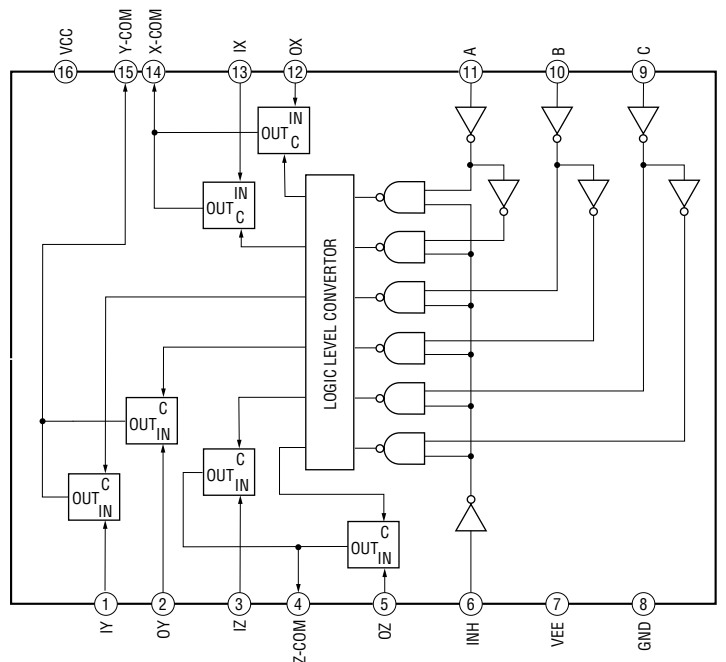 VCC
Y-COM
X-COM
IX
OX
A
B
C
16
15
14
13
12
11
10
9
IN
OUT
C
IN
OUT
C
LOGIC LEVEL CONVERTOR
C
OUT
IN
C
OUT
IN
C
OUT
IN
C
OUT
IN
1
2
3
4
5
6
7
8
IY
OY
IZ
Z-COM
OZ
INH
VEE
GND